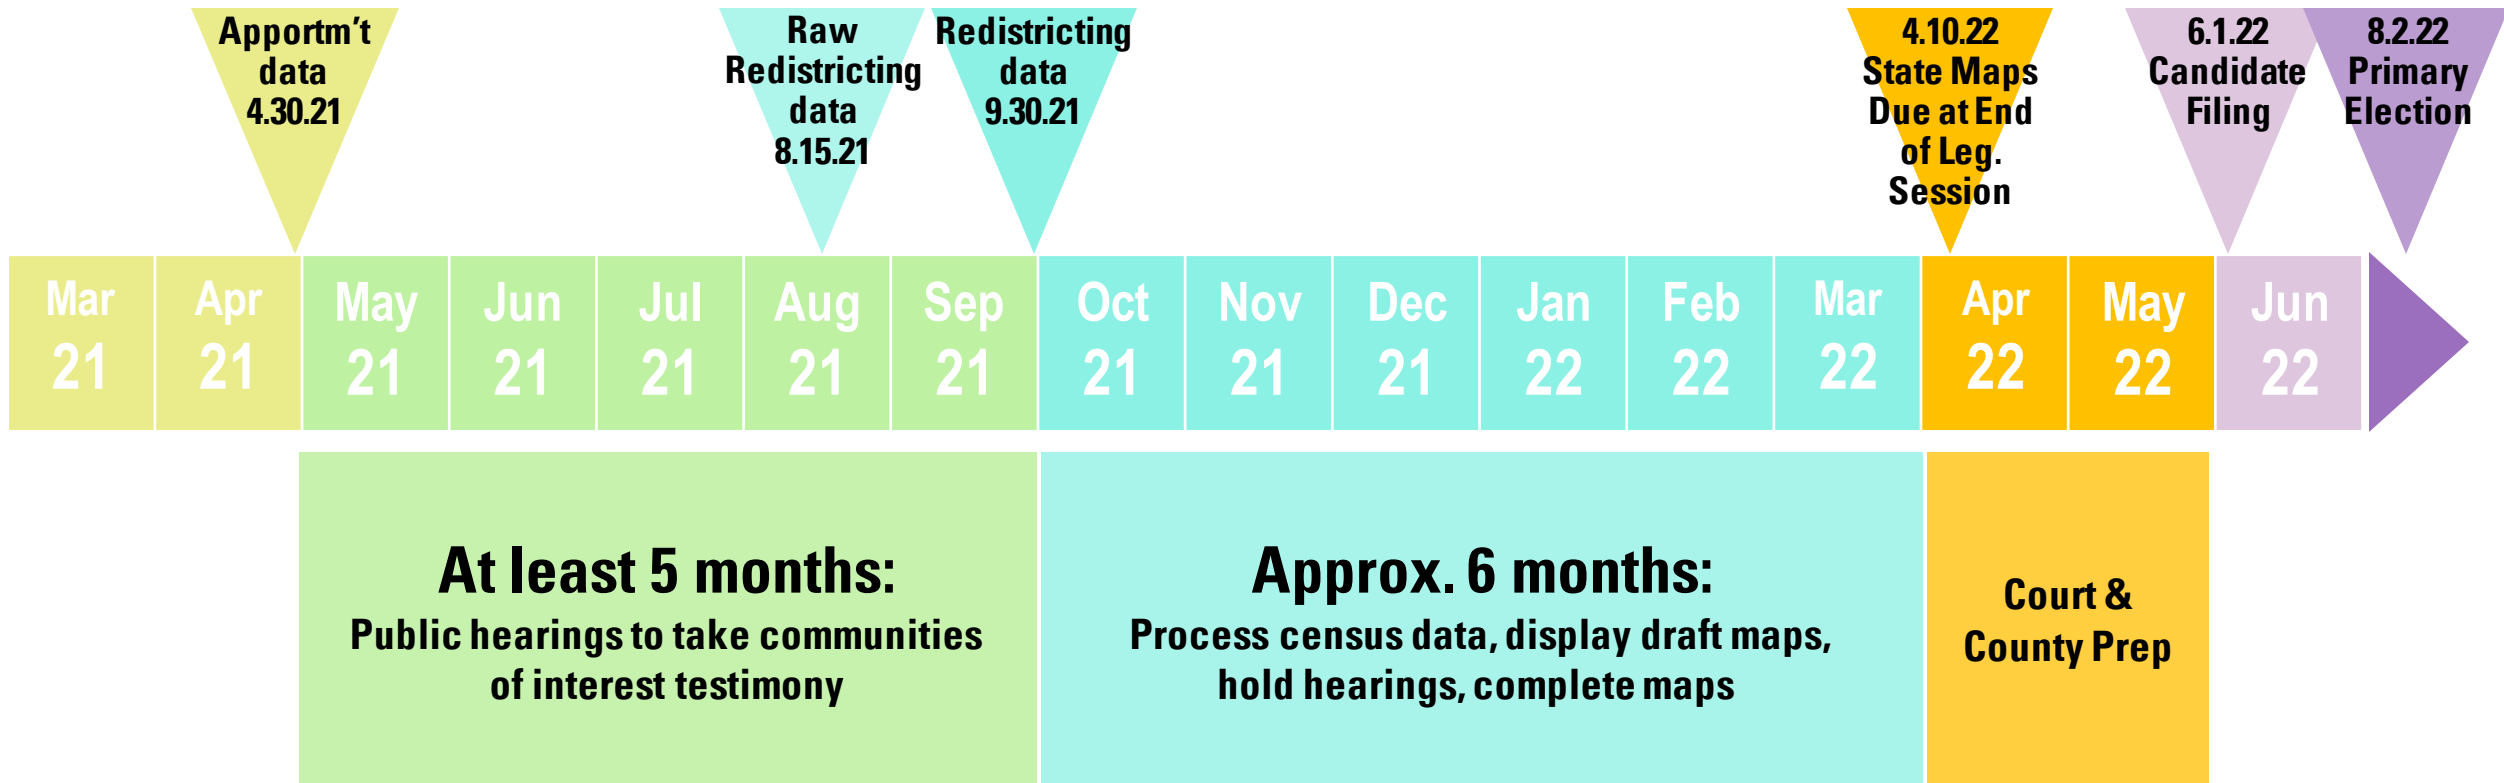 Apportm't
data
4.30.21
Raw
Redistricting
data
8.15.21
Redistricting
data
9.30.21
4.10.22
State Maps
Due at End
of Leg.
Session
6.1.22
Candidate
Filing
8.2.22
Primary
Election
Mar
21
Apr
21
May
21
Jun
21
Jul
21
Aug
21
Sep
21
Oct
21
Nov
21
Dec
21
Jan
22
Feb
22
Mar
22
Apr
22
May
22
Jun
22
At least 5 months:
Public hearings to take communities
of interest testimony
Approx. 6 months:
Process census data, display draft maps,
hold hearings, complete maps
Court &
County Prep